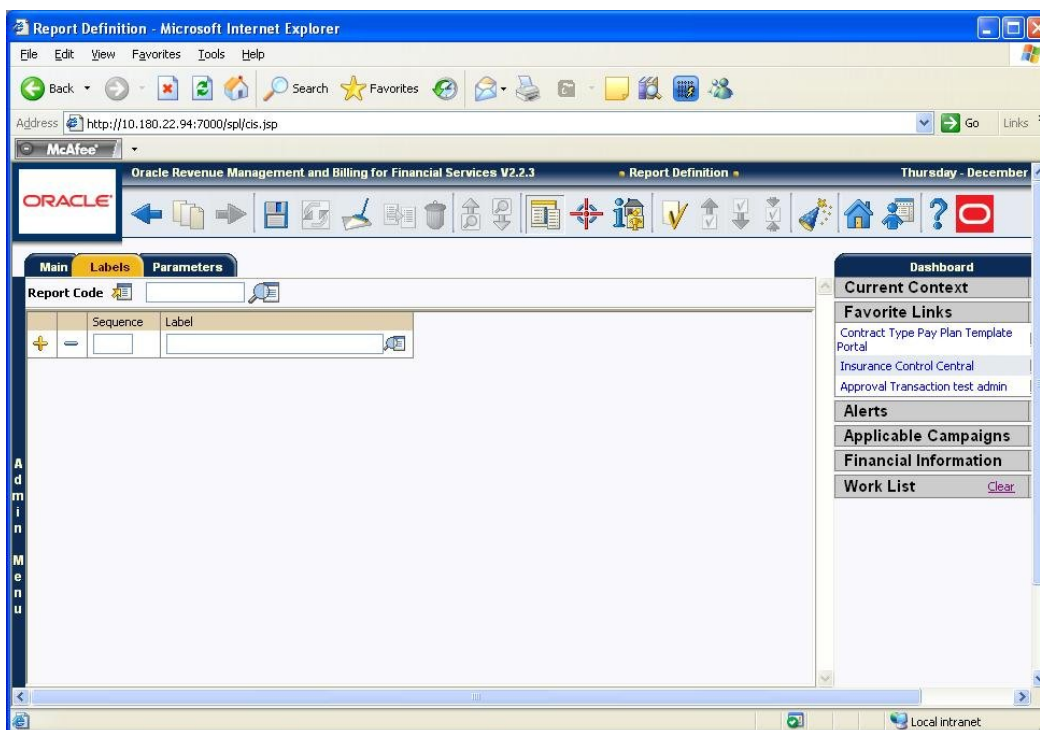 Report Definition - Microsoft Internet Explorer
File Edit View Favorites Tools Help
Back Search Favorites
Address http://10.180.22.94:7000/spl/cis.jsp Go Links
McAfee
Oracle Revenue Management and Billing for Financial Services V2.2.3 Report Definition Thursday - December
ORACLE
Main Labels Parameters
Report Code
Sequence Label
Admin Menu
Dashboard
Current Context
Favorite Links
Contract Type Pay Plan Template
Portal
Insurance Control Central
Approval Transaction test admin
Alerts
Applicable Campaigns
Financial Information
Work List Clear
Local intranet